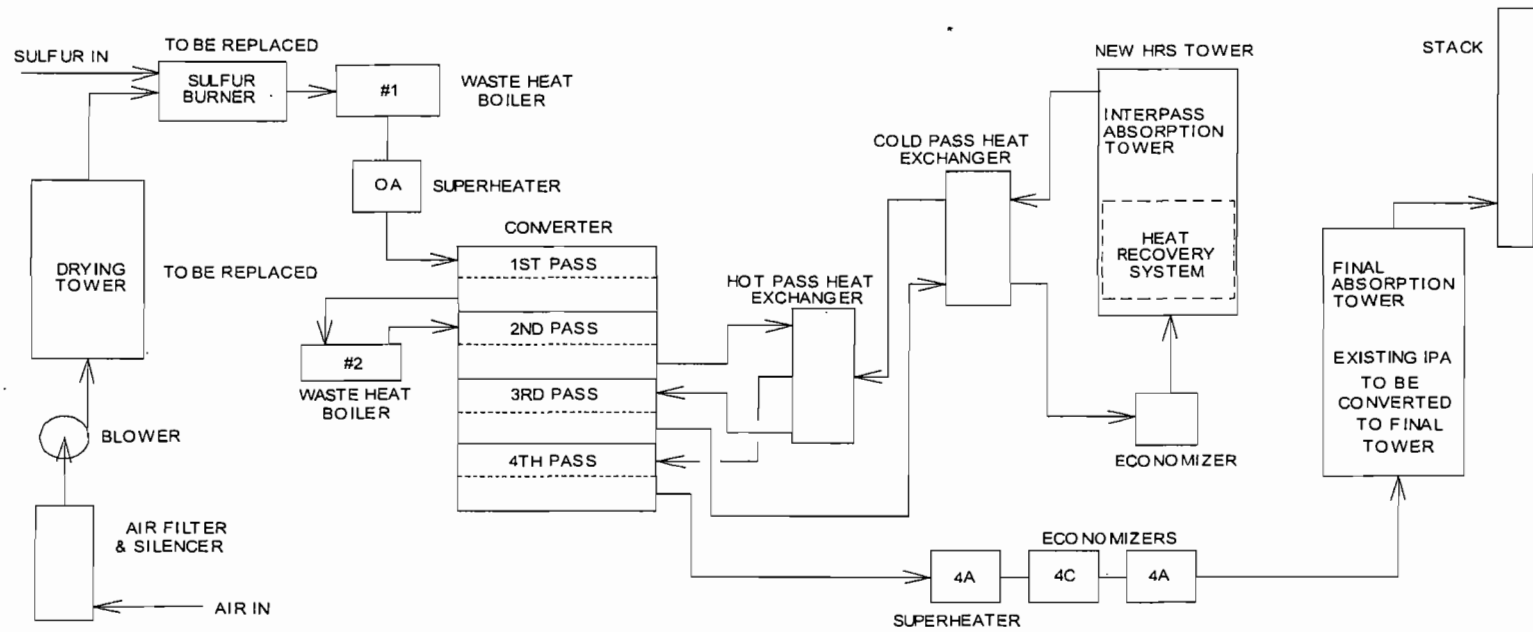 SULFUR IN
TO BE REPLACED
SULFUR
BURNER
#1
WASTE HEAT
BOILER
OA
SUPERHEATER
DRYING
TOWER
TO BE REPLACED
BLOWER
AIR FILTER
& SILENCER
AIR IN
CONVERTER
1ST PASS
2ND PASS
3RD PASS
4TH PASS
#2
WASTE HEAT
BOILER
HOT PASS HEAT
EXCHANGER
COLD PASS HEAT
EXCHANGER
NEW HRS TOWER
INTERPASS
ABSORPTION
TOWER
HEAT
RECOVERY
SYSTEM
ECONOMIZER
STACK
FINAL
ABSORPTION
TOWER
EXISTING IPA
TO BE
CONVERTED
TO FINAL
TOWER
ECONOMIZERS
4A
4C
4A
SUPERHEATER